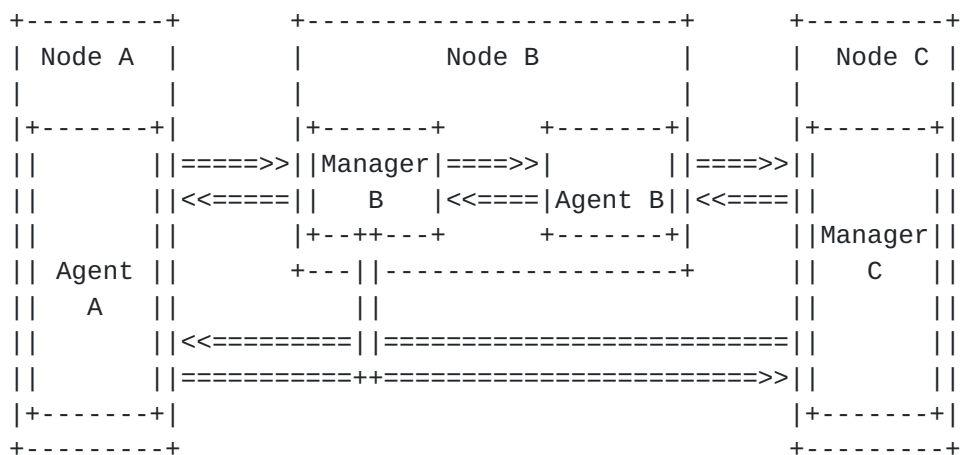 +---------+       +------------------------+      +---------+
| Node A  |       |         Node B         |      |  Node C |
|         |       |                        |      |         |
|+-------+|       |+-------+      +-------+|      |+-------+|
||       ||=====>>||Manager|====>>|       ||====>>||       ||
||       ||<<=====||   B   |<<====|Agent B||<<====||       ||
||       ||       |+--++---+      +-------+|      ||Manager||
|| Agent ||       +---||-------------------+      ||   C   ||
||   A   ||           ||                          ||       ||
||       ||<<=========||==========================||       ||
||       ||===========++========================>>||       ||
|+-------+|                                       |+-------+|
+---------+                                       +---------+